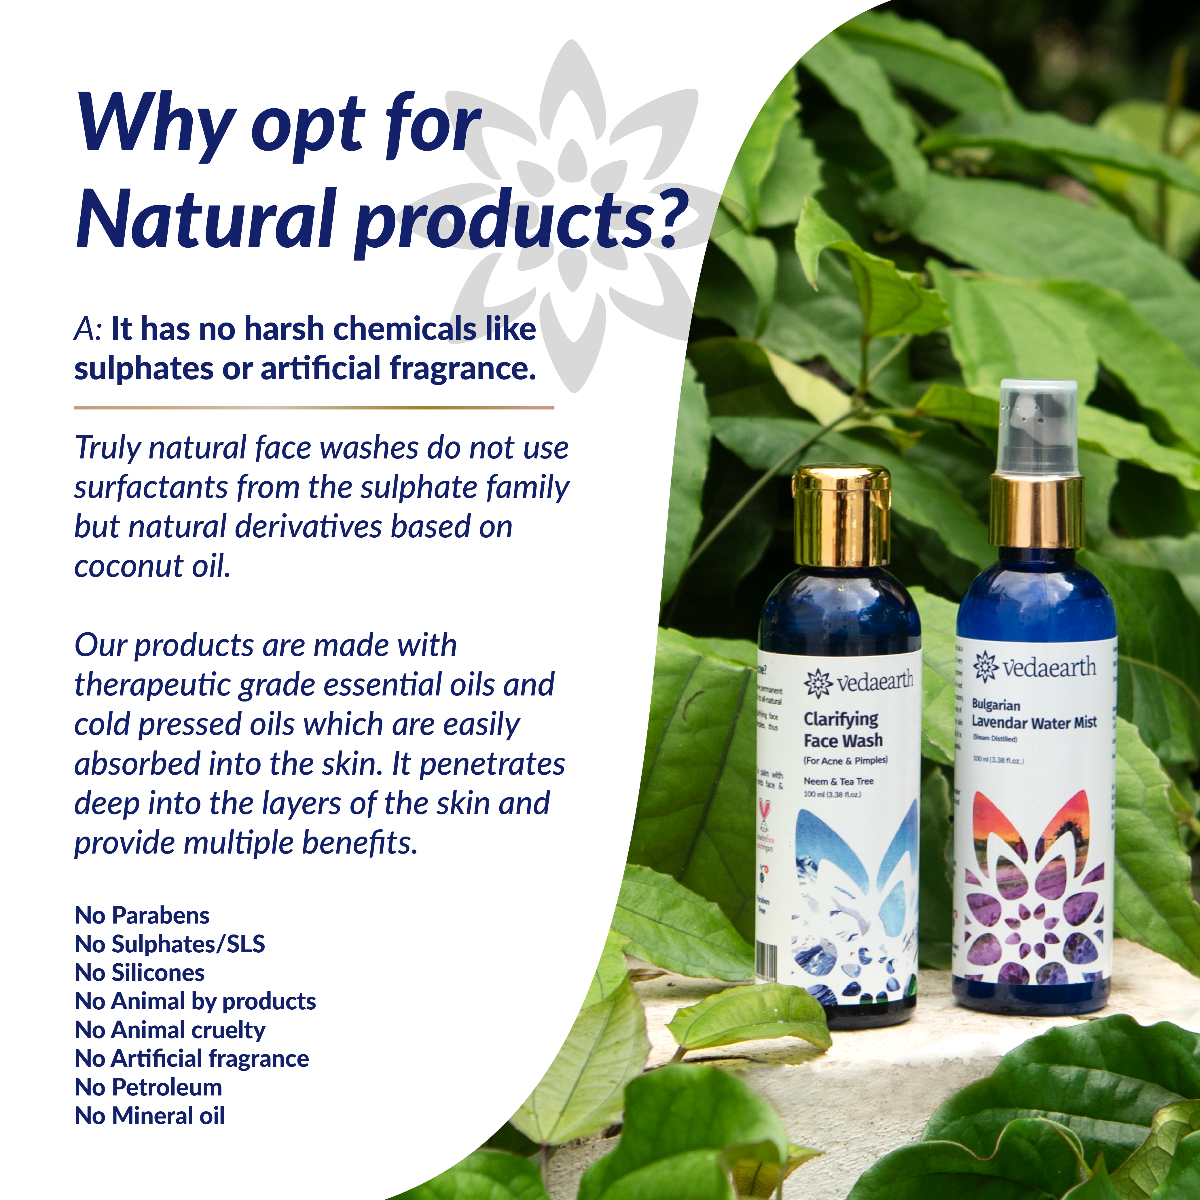 Why opt for
Natural products?
A: It has no harsh chemicals like
sulphates or artificial fragrance.
Truly natural face washes do not use
surfactants from the sulphate family
but natural derivatives based on
coconut oil.
Our products are made with
therapeutic grade essential oils and
cold pressed oils which are easily
absorbed into the skin. It penetrates
deep into the layers of the skin and
provide multiple benefits.
No Parabens
No Sulphates/SLS
No Silicones
No Animal by products
No Animal cruelty
No Artificial fragrance
No Petroleum
No Mineral oil
vedaearth
Clarifying
Face Wash
(For Acne & Pimples)
Neem & Tea Tree
100 ml (3.38 fl.oz.)
vedaearth
Bulgarian
Lavendar Water Mist
(Steam Distilled)
100 ml (3.38 fl.oz.)